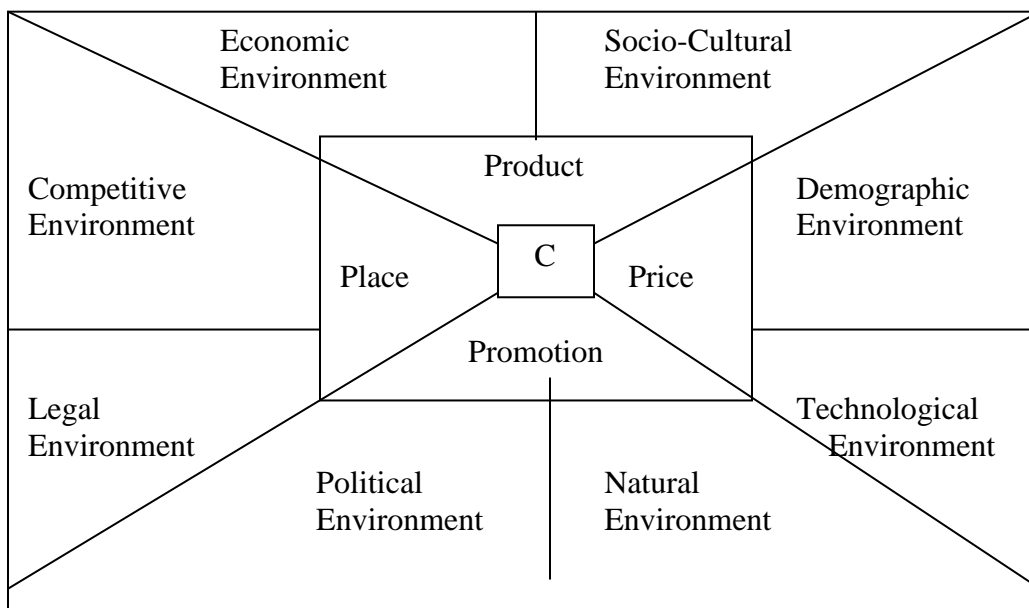 Economic
Environment
Socio-Cultural
Environment
Product
Competitive
Environment
Demographic
Environment
C
Place
Price
Promotion
Legal
Environment
Technological
Environment
Political
Environment
Natural
Environment